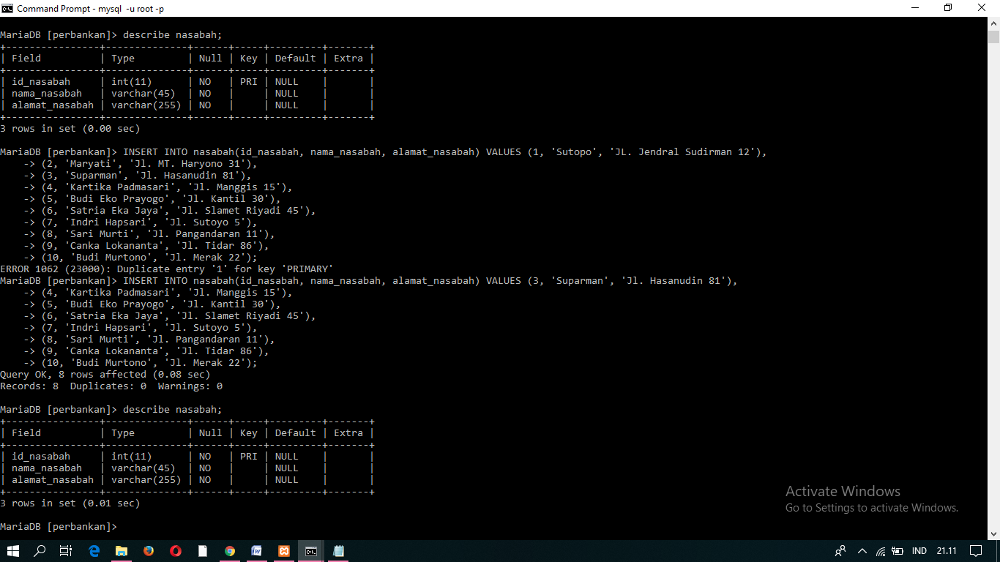 Command Prompt - mysql -u root -p
MariaDB [perbankan]> describe nasabah;
+----------------+--------------+------+-----+---------+-------+
| Field          | Type         | Null | Key | Default | Extra |
+----------------+--------------+------+-----+---------+-------+
| id_nasabah     | int(11)      | NO   | PRI | NULL    |       |
| nama_nasabah   | varchar(45)  | NO   |     | NULL    |       |
| alamat_nasabah | varchar(255) | NO   |     | NULL    |       |
+----------------+--------------+------+-----+---------+-------+
3 rows in set (0.00 sec)
MariaDB [perbankan]> INSERT INTO nasabah(id_nasabah, nama_nasabah, alamat_nasabah) VALUES (1, 'Sutopo', 'JL. Jendral Sudirman 12'),
    -> (2, 'Maryati', 'Jl. MT. Haryono 31'),
    -> (3, 'Suparman', 'Jl. Hasanudin 81'),
    -> (4, 'Kartika Padmasari', 'Jl. Manggis 15'),
    -> (5, 'Budi Eko Prayogo', 'Jl. Kantil 30'),
    -> (6, 'Satria Eka Jaya', 'Jl. Slamet Riyadi 45'),
    -> (7, 'Indri Hapsari', 'Jl. Sutoyo 5'),
    -> (8, 'Sari Murti', 'Jl. Pangandaran 11'),
    -> (9, 'Canka Lokananta', 'Jl. Tidar 86'),
    -> (10, 'Budi Murtono', 'Jl. Merak 22');
ERROR 1062 (23000): Duplicate entry '1' for key 'PRIMARY'
MariaDB [perbankan]> INSERT INTO nasabah(id_nasabah, nama_nasabah, alamat_nasabah) VALUES (3, 'Suparman', 'Jl. Hasanudin 81'),
    -> (4, 'Kartika Padmasari', 'Jl. Manggis 15'),
    -> (5, 'Budi Eko Prayogo', 'Jl. Kantil 30'),
    -> (6, 'Satria Eka Jaya', 'Jl. Slamet Riyadi 45'),
    -> (7, 'Indri Hapsari', 'Jl. Sutoyo 5'),
    -> (8, 'Sari Murti', 'Jl. Pangandaran 11'),
    -> (9, 'Canka Lokananta', 'Jl. Tidar 86'),
    -> (10, 'Budi Murtono', 'Jl. Merak 22');
Query OK, 8 rows affected (0.08 sec)
Records: 8  Duplicates: 0  Warnings: 0
MariaDB [perbankan]> describe nasabah;
+----------------+--------------+------+-----+---------+-------+
| Field          | Type         | Null | Key | Default | Extra |
+----------------+--------------+------+-----+---------+-------+
| id_nasabah     | int(11)      | NO   | PRI | NULL    |       |
| nama_nasabah   | varchar(45)  | NO   |     | NULL    |       |
| alamat_nasabah | varchar(255) | NO   |     | NULL    |       |
+----------------+--------------+------+-----+---------+-------+
3 rows in set (0.01 sec)
MariaDB [perbankan]>
Activate Windows
Go to Settings to activate Windows.
IND 21.11